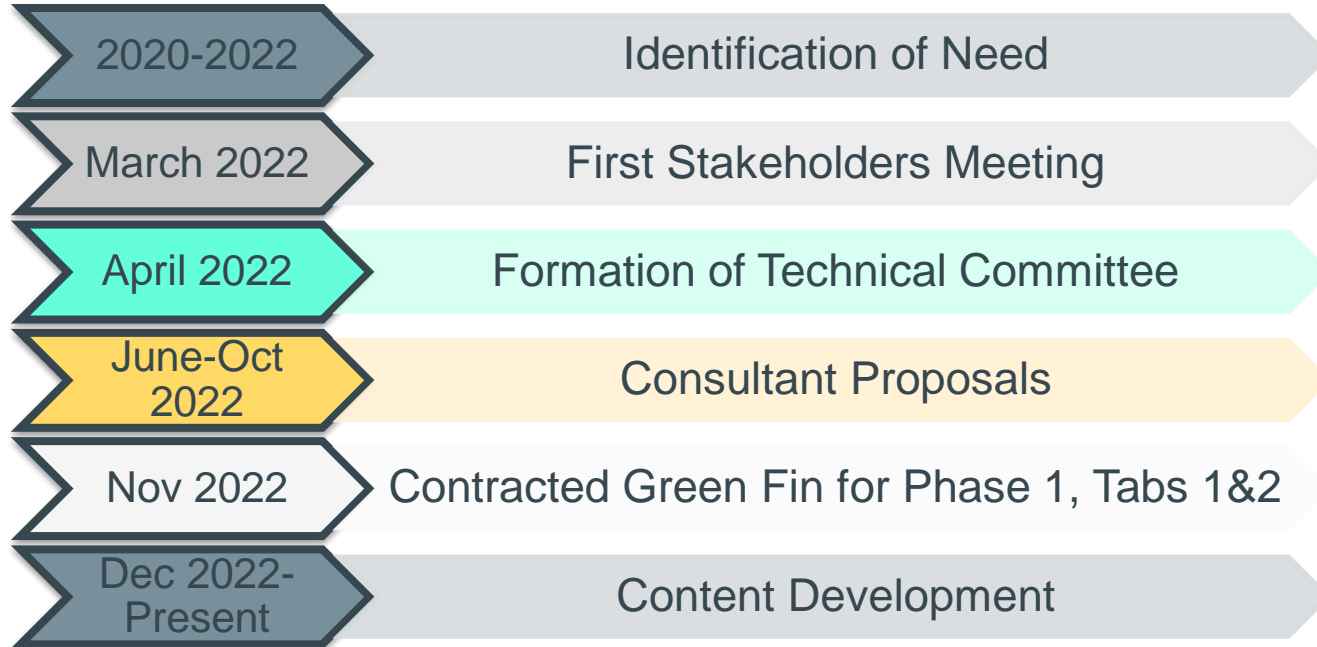 2020-2022
Identification of Need
March 2022
First Stakeholders Meeting
April 2022
Formation of Technical Committee
June-Oct
2022
Consultant Proposals
Nov 2022
Contracted Green Fin for Phase 1, Tabs 1&2
Dec 2022-
Present
Content Development